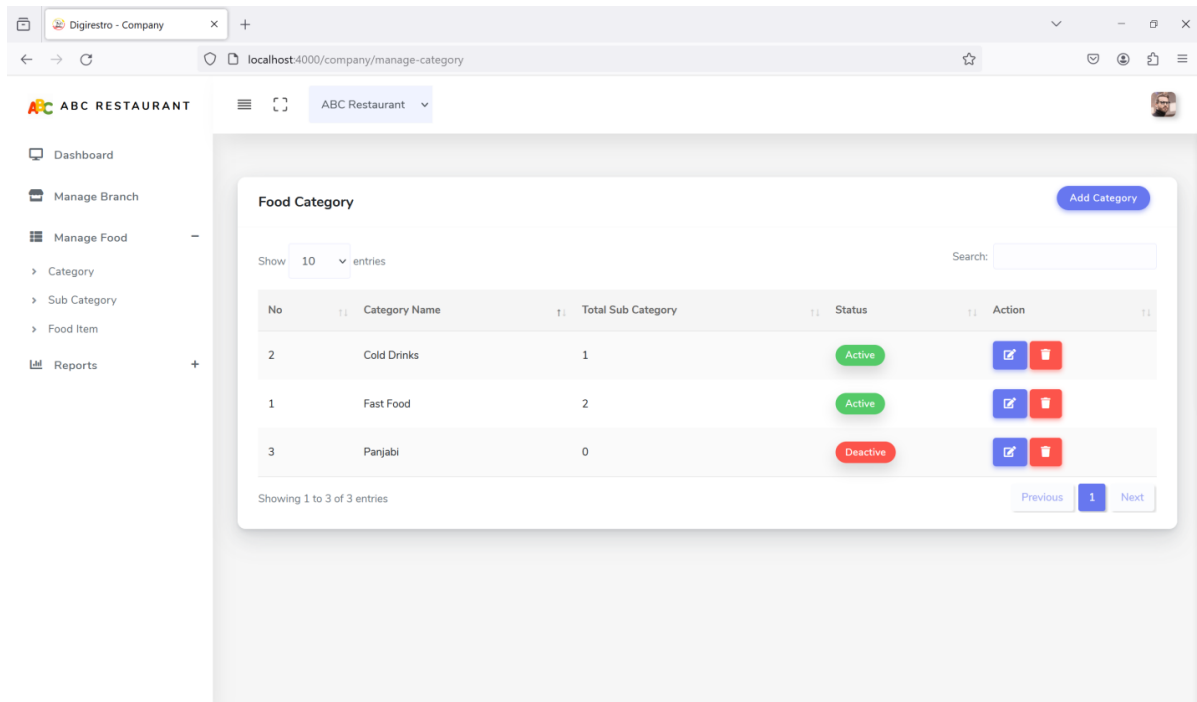 Digirestro - Company
localhost:4000/company/manage-category
ABC ABC RESTAURANT
ABC Restaurant
Dashboard
Manage Branch
Manage Food
Category
Sub Category
Food Item
Reports
Food Category
Add Category
Show 10 entries
Search:
No Category Name Total Sub Category Status Action
2 Cold Drinks 1 Active
1 Fast Food 2 Active
3 Panjabi 0 Deactive
Showing 1 to 3 of 3 entries
Previous 1 Next